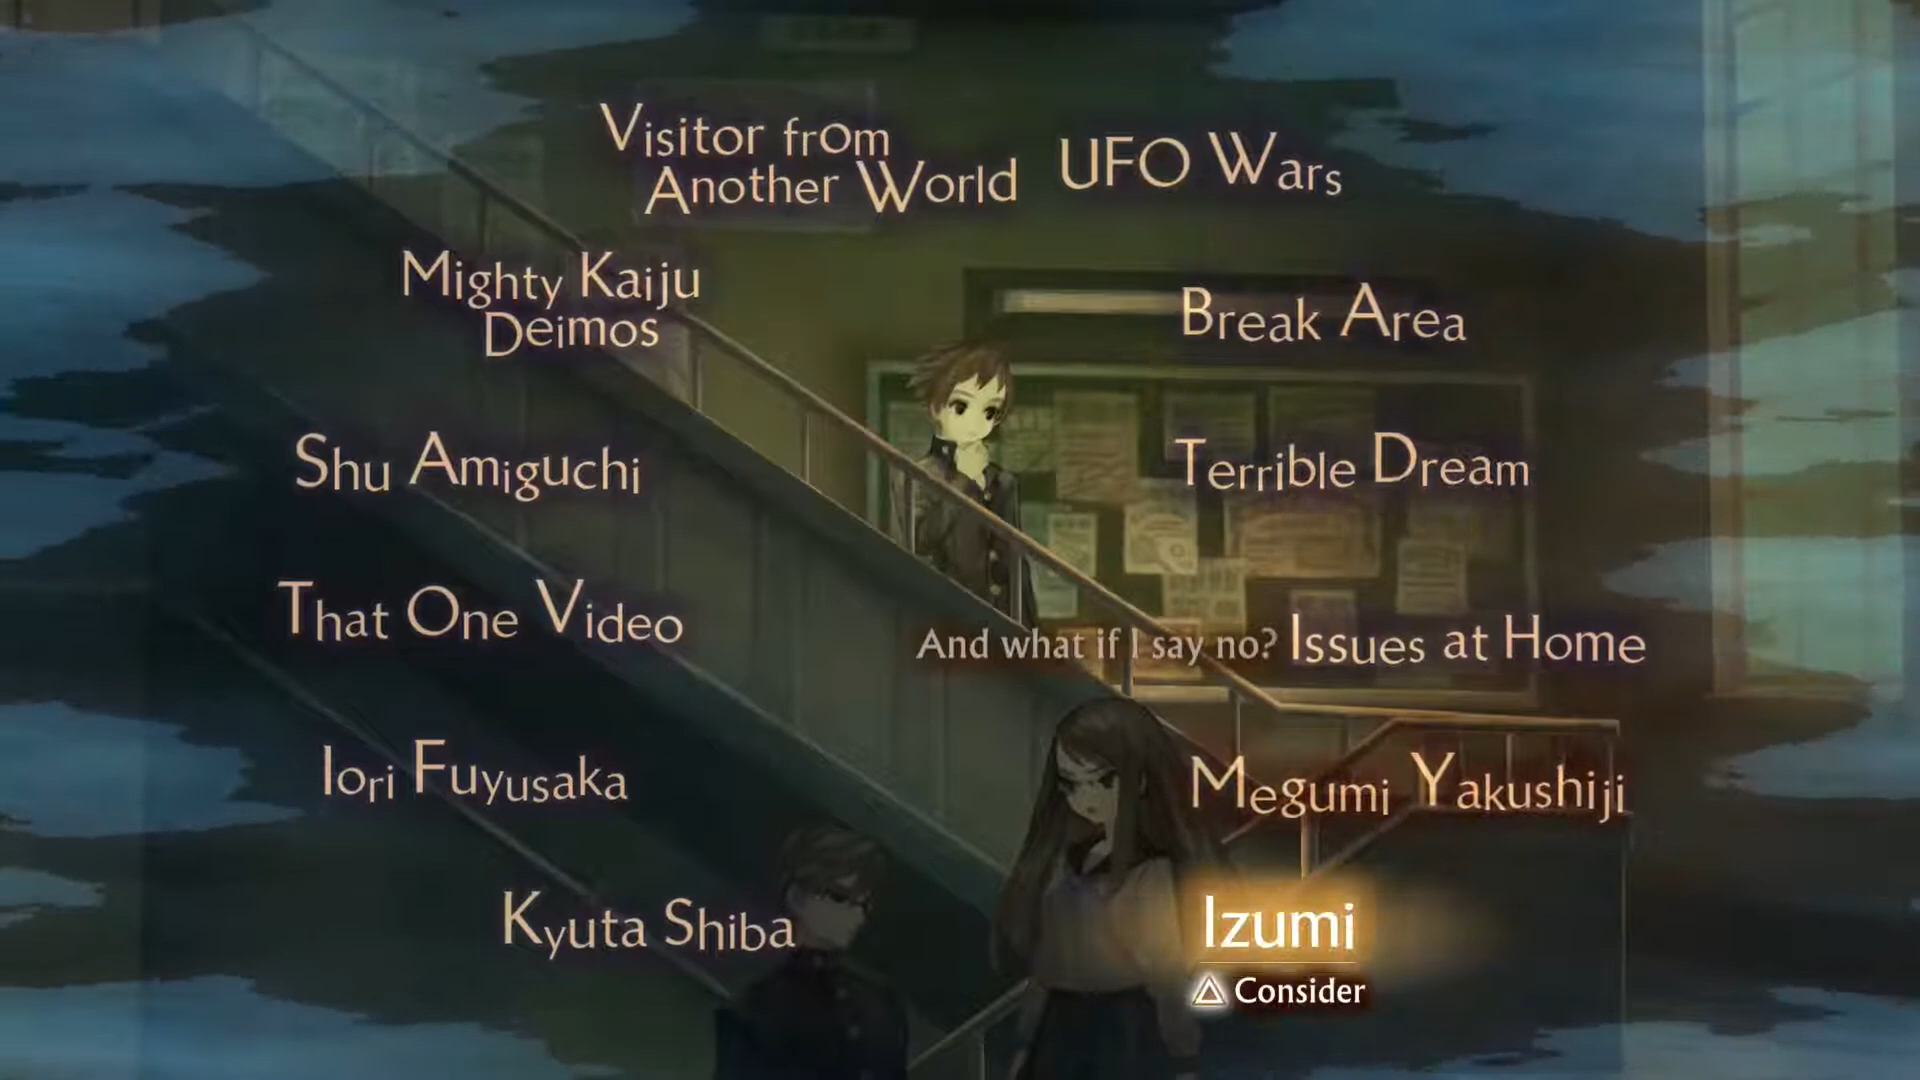 Visitor from
Another World
UFO Wars
Mighty Kaiju
Deimos
Break Area
Shu Amiguchi
Terrible Dream
That One Video
And what if I say no?
Issues at Home
Iori Fuyusaka
Megumi Yakushiji
Kyuta Shiba
Izumi
Consider